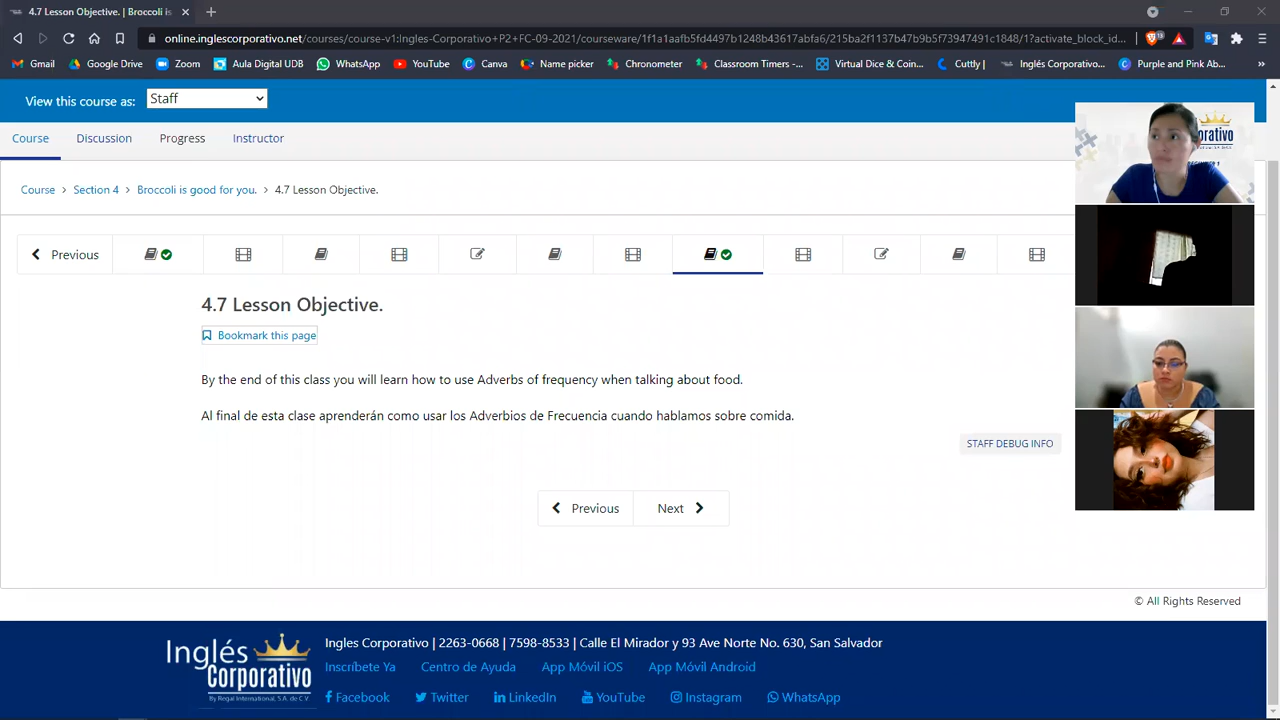 4.7 Lesson Objective. | Broccoli is
online.inglescorporativo.net/courses/course-v1:Ingles-Corporativo+P2+FC-09-2021/courseware/1f1a1aafb5fd4497b1248b43617abfa6/215ba2f1137b47b9b5f73947491c1848/1?activate_block_id...
Gmail Google Drive Zoom Aula Digital UDB WhatsApp YouTube Canva Name picker Chronometer Classroom Timers -... Virtual Dice & Coin... Cuttly | Inglés Corporativo... Purple and Pink Ab... »
View this course as: Staff
Course Discussion Progress Instructor
orativo
Course > Section 4 > Broccoli is good for you. > 4.7 Lesson Objective.
Previous
4.7 Lesson Objective.
Bookmark this page
By the end of this class you will learn how to use Adverbs of frequency when talking about food.
Al final de esta clase aprenderán como usar los Adverbios de Frecuencia cuando hablamos sobre comida.
STAFF DEBUG INFO
Previous Next
© All Rights Reserved
Inglés Corporativo
By Regal International, S.A. de C.V.
Ingles Corporativo | 2263-0668 | 7598-8533 | Calle El Mirador y 93 Ave Norte No. 630, San Salvador
Inscríbete Ya Centro de Ayuda App Móvil iOS App Móvil Android
Facebook Twitter LinkedIn YouTube Instagram WhatsApp